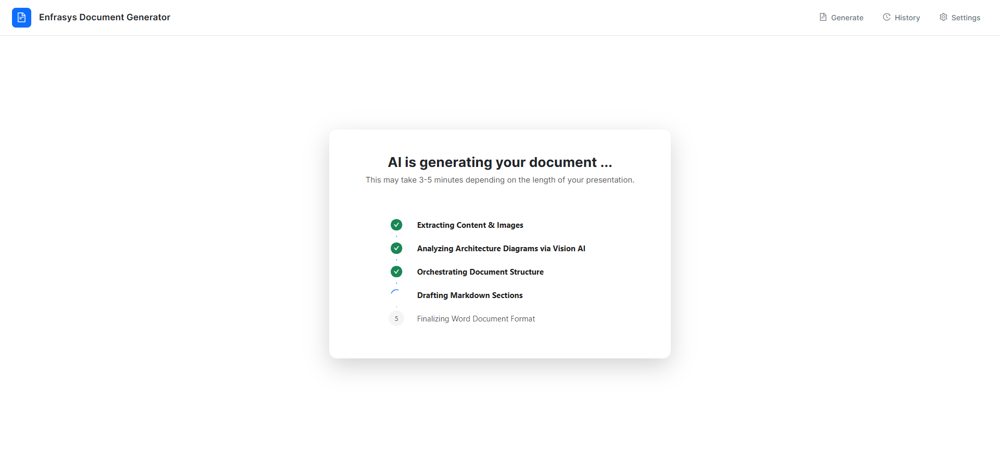 Enfrasys Document Generator
Generate
History
Settings
AI is generating your document ...
This may take 3-5 minutes depending on the length of your presentation.
Extracting Content & Images
Analyzing Architecture Diagrams via Vision AI
Orchestrating Document Structure
Drafting Markdown Sections
5 Finalizing Word Document Format